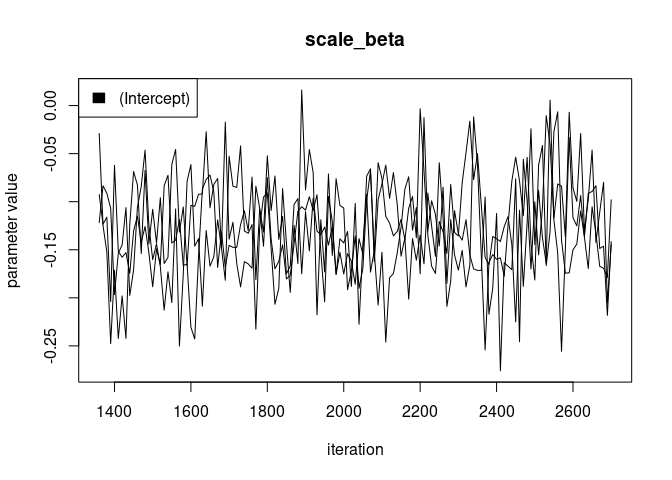 scale_beta
(Intercept)
0.00
-0.05
-0.15
-0.25
parameter value
1400 1600 1800 2000 2200 2400 2600
iteration